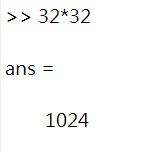 >> 32*32
ans =
1024